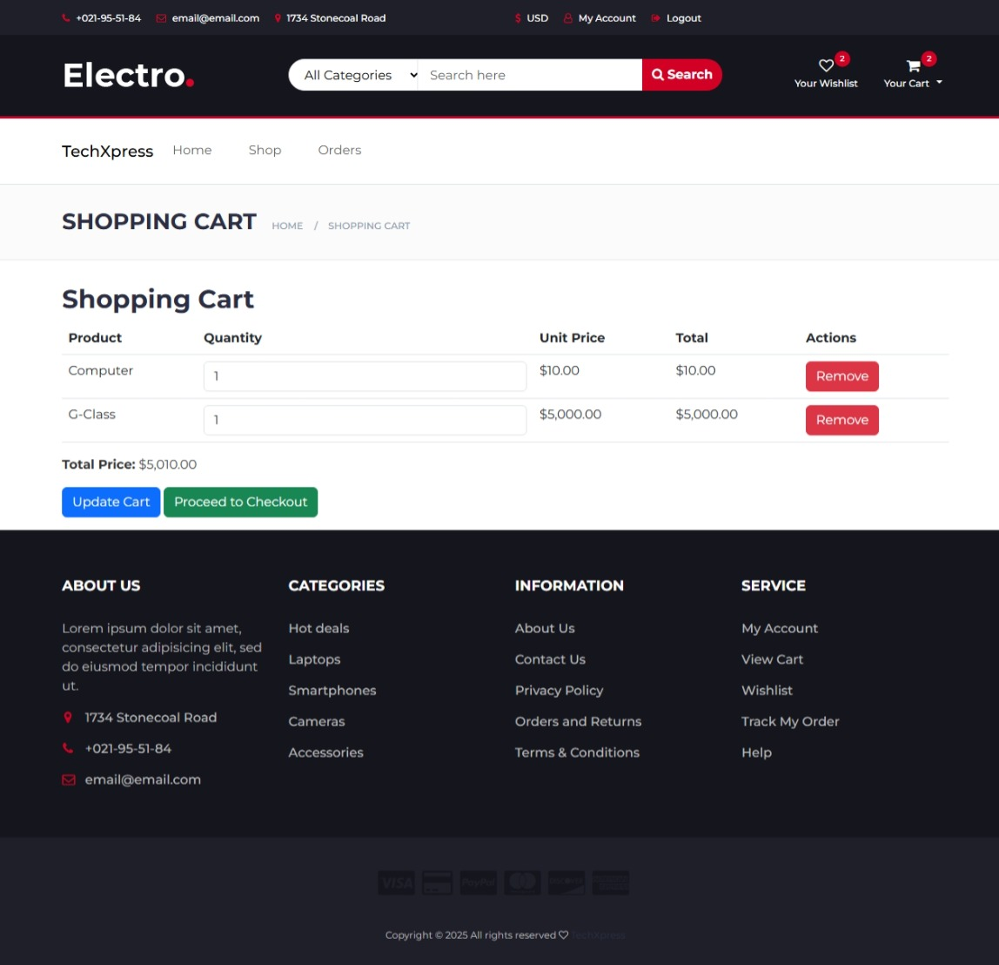 +021-95-51-84 email@email.com 1734 Stonecoal Road $ USD My Account Logout
Electro. All Categories Search here Search 2 Your Wishlist 2 Your Cart
TechXpress Home Shop Orders
SHOPPING CART HOME / SHOPPING CART
Shopping Cart
Product Quantity Unit Price Total Actions
Computer 1 $10.00 $10.00 Remove
G-Class 1 $5,000.00 $5,000.00 Remove
Total Price: $5,010.00
Update Cart Proceed to Checkout
ABOUT US CATEGORIES INFORMATION SERVICE
Lorem ipsum dolor sit amet, Hot deals About Us My Account
consectetur adipisicing elit, sed Laptops Contact Us View Cart
do eiusmod tempor incididunt Smartphones Privacy Policy Wishlist
ut.
1734 Stonecoal Road Cameras Orders and Returns Track My Order
+021-95-51-84 Accessories Terms & Conditions Help
email@email.com
VISA PayPal DISCOVER
Copyright © 2025 All rights reserved TechXpress